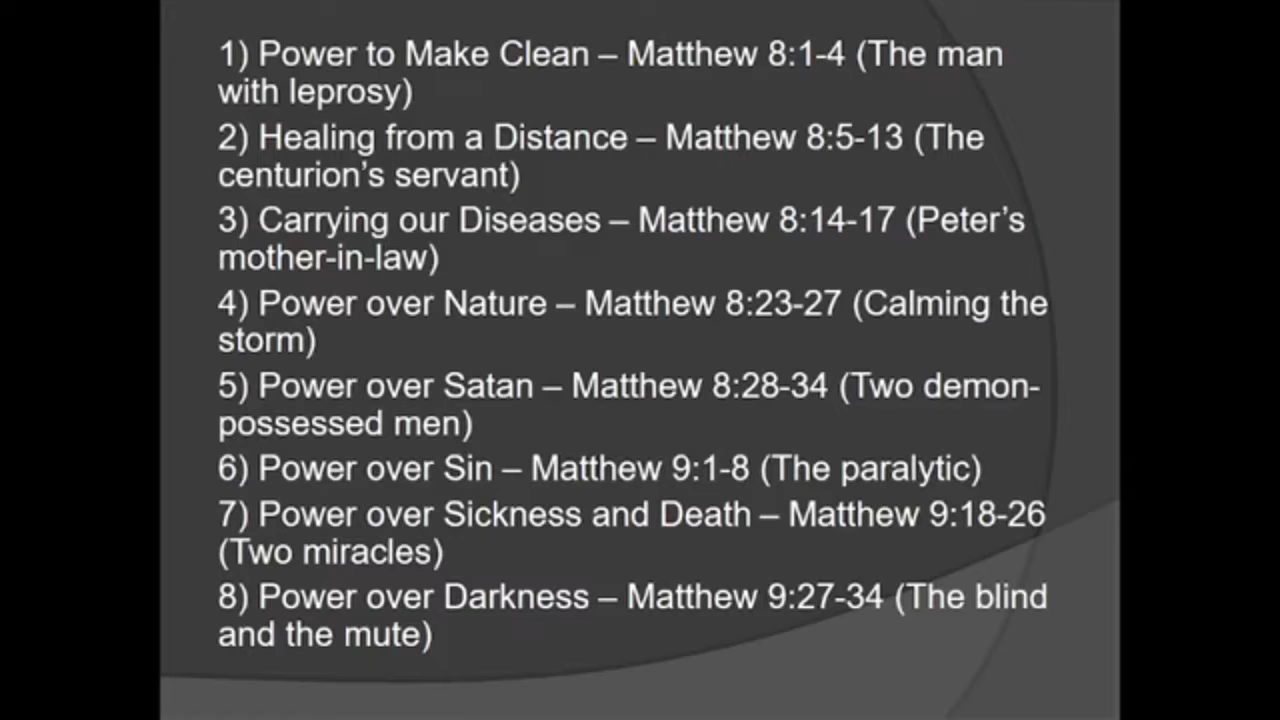 1) Power to Make Clean – Matthew 8:1-4 (The man
with leprosy)
2) Healing from a Distance – Matthew 8:5-13 (The
centurion’s servant)
3) Carrying our Diseases – Matthew 8:14-17 (Peter’s
mother-in-law)
4) Power over Nature – Matthew 8:23-27 (Calming the
storm)
5) Power over Satan – Matthew 8:28-34 (Two demon-
possessed men)
6) Power over Sin – Matthew 9:1-8 (The paralytic)
7) Power over Sickness and Death – Matthew 9:18-26
(Two miracles)
8) Power over Darkness – Matthew 9:27-34 (The blind
and the mute)